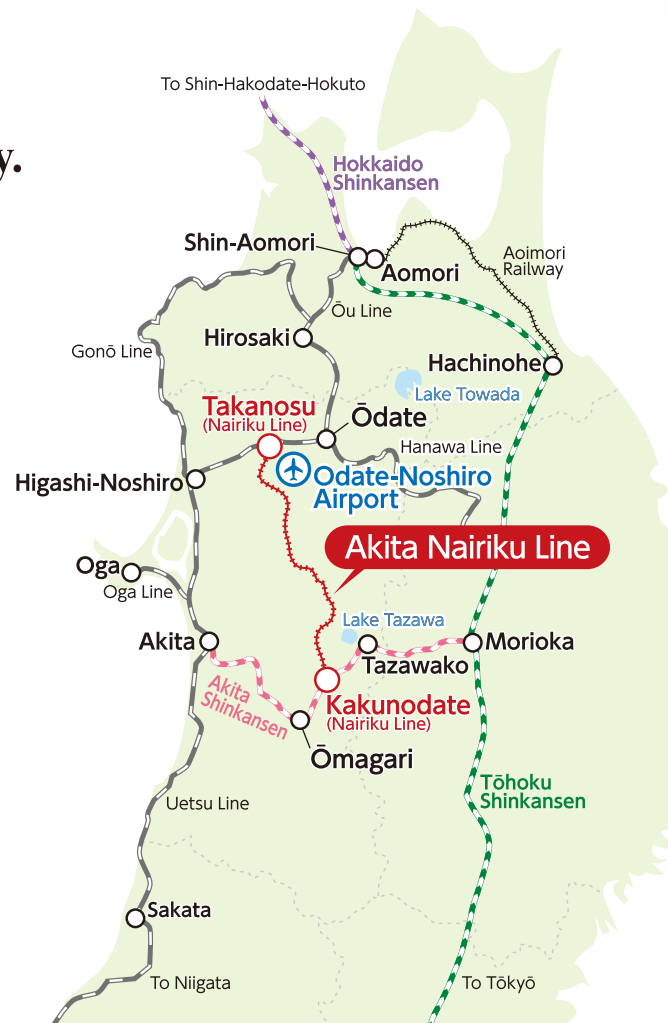 To Shin-Hakodate-Hokuto
y.
Hokkaido
Shinkansen
Shin-Aomori
Aomori
Aoimori
Railway
Ōu Line
Hirosaki
Gonō Line
Hachinohe
Lake Towada
Takanosu
(Nairiku Line)
Ōdate
Hanawa Line
Higashi-Noshiro
Odate-Noshiro
Airport
Akita Nairiku Line
Oga
Oga Line
Lake Tazawa
Akita
Morioka
Tazawako
Akita
Shinkansen
Kakunodate
(Nairiku Line)
Ōmagari
Tōhoku
Shinkansen
Uetsu Line
Sakata
To Niigata
To Tōkyō